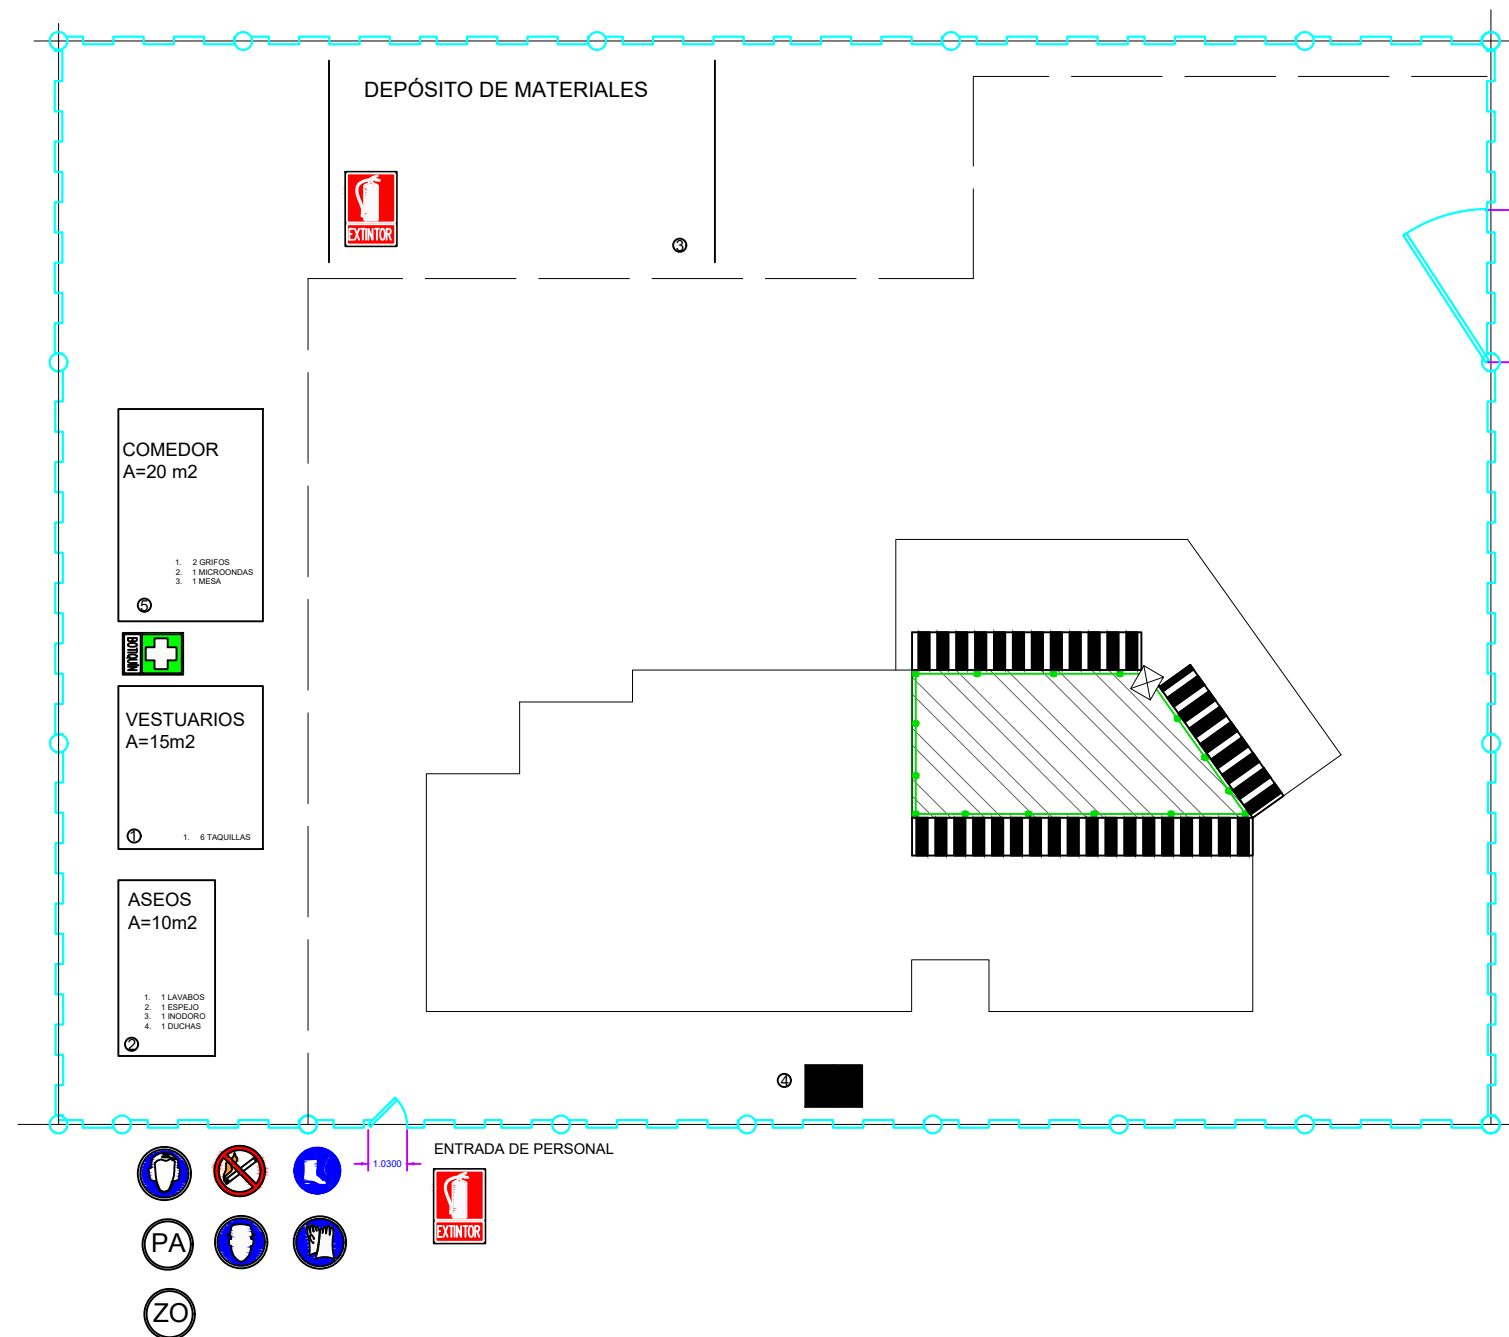 DEPÓSITO DE MATERIALES
EXTINTOR
3
COMEDOR
A=20 m2
1. 2 GRIFOS
2. 1 MICROONDAS
3. 1 MESA
5
BOTIQUÍN
VESTUARIOS
A=15m2
1
1. 6 TAQUILLAS
ASEOS
A=10m2
1. 1 LAVABOS
2. 1 ESPEJO
3. 1 INODORO
4. 1 DUCHAS
2
4
ENTRADA DE PERSONAL
1.0300
EXTINTOR
PA
ZO